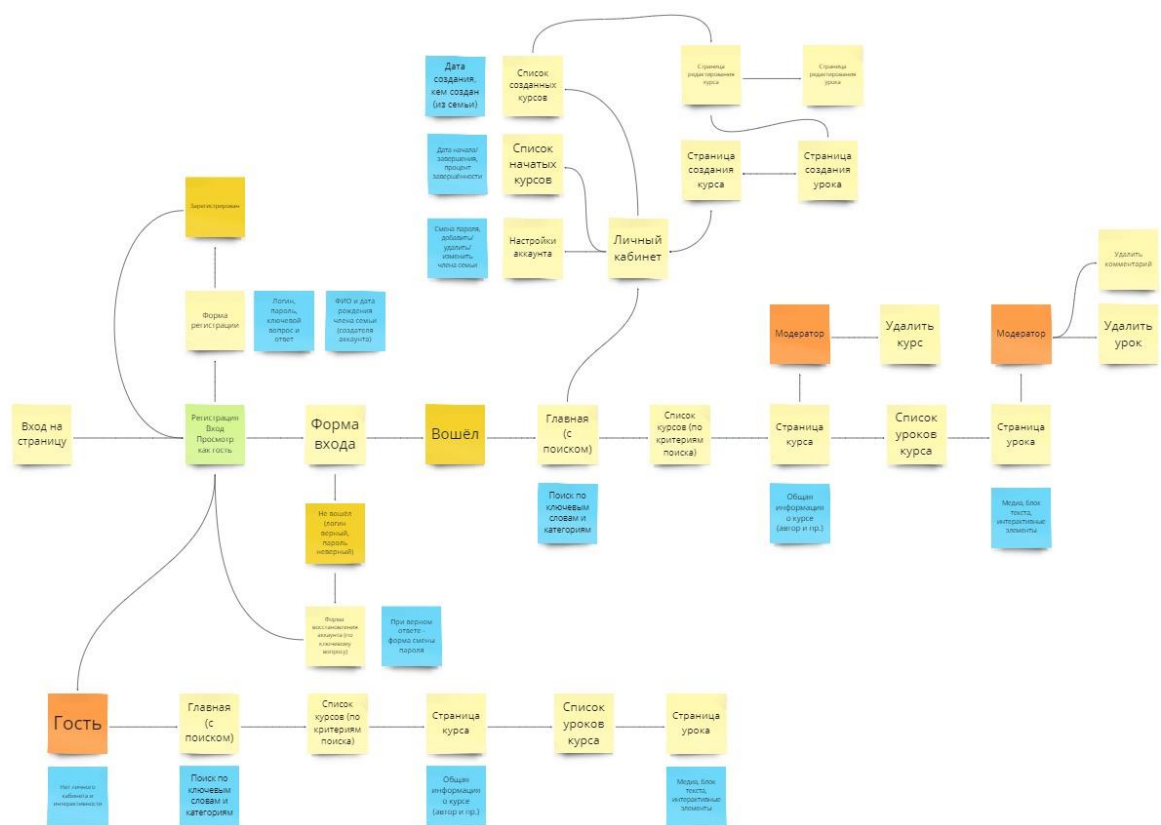 Дата
создания,
кем создан
(из семьи)
Список
созданных
курсов
Страница
редактирования
курса
Страница
редактирования
урока
Дата начала/
завершения,
процент
завершённости
Список
начатых
курсов
Страница
создания
курса
Страница
создания
урока
Зарегистрирован
Смена пароля,
добавить/
удалить/
изменить
члена семьи
Настройки
аккаунта
Личный
кабинет
Удалить
комментарий
Форма
регистрации
Логин,
пароль,
ключевой
вопрос и
ответ
ФИО и дата
рождения
члена семьи
(создателя
аккаунта)
Модератор
Удалить
курс
Модератор
Удалить
урок
Вход на
страницу
Регистрация
Вход
Просмотр
как гость
Форма
входа
Вошёл
Главная
(с
поиском)
Список
курсов (по
критериям
поиска)
Страница
курса
Список
уроков
курса
Страница
урока
Не вошёл
(логин
верный,
пароль
неверный)
Поиск по
ключевым
словам и
категориям
Общая
информация
о курсе
(автор и пр.)
Медиа, блок
текста,
интерактивные
элементы
Форма
восстановления
аккаунта (по
ключевому
вопросу)
При верном
ответе -
форма смены
пароля
Гость
Главная
(с
поиском)
Список
курсов (по
критериям
поиска)
Страница
курса
Список
уроков
курса
Страница
урока
Нет личного
кабинета и
интерактивности
Поиск по
ключевым
словам и
категориям
Общая
информация
о курсе
(автор и пр.)
Медиа, блок
текста,
интерактивные
элементы